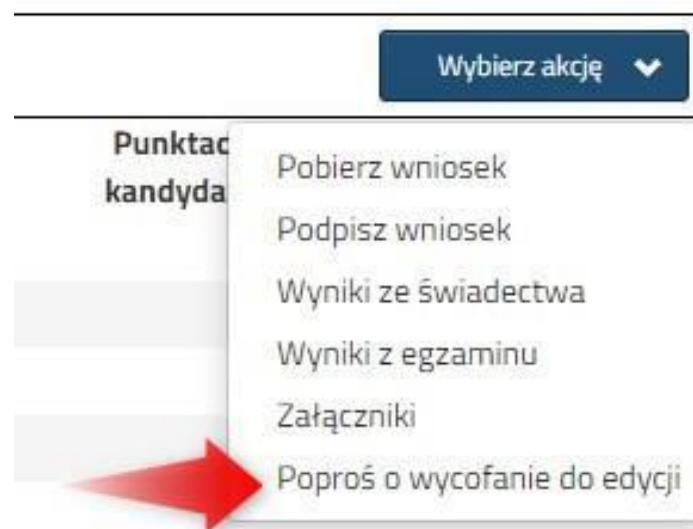 Wybierz akcję
Punktac
kandyda
Pobierz wniosek
Podpisz wniosek
Wyniki ze świadectwa
Wyniki z egzaminu
Załączniki
Poproś o wycofanie do edycji